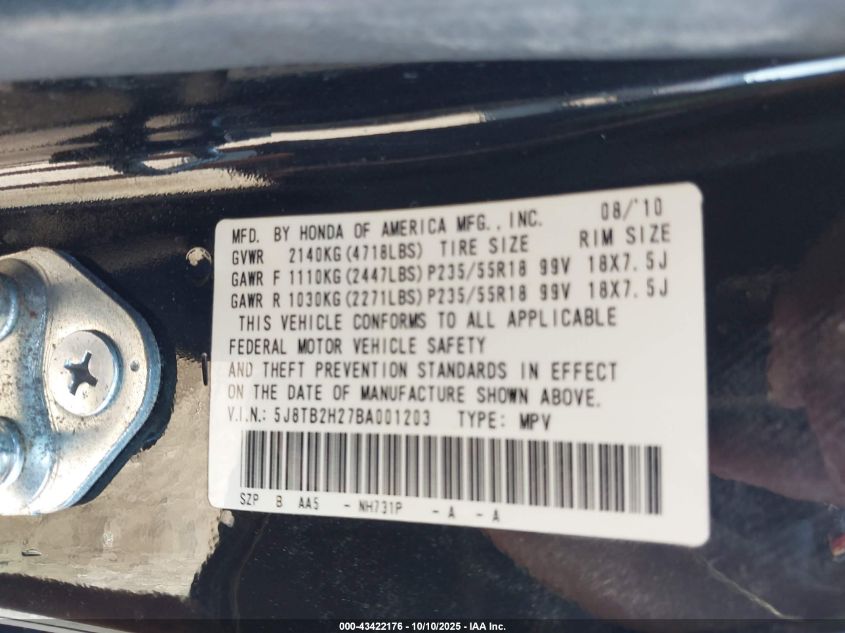 08/'10
MFD. BY HONDA OF AMERICA MFG., INC.
GVWR 2140KG(4718LBS) TIRE SIZE RIM SIZE
GAWR F 1110KG(2447LBS) P235/55R18 99V 18X7.5J
GAWR R 1030KG(2271LBS) P235/55R18 99V 18X7.5J
THIS VEHICLE CONFORMS TO ALL APPLICABLE
FEDERAL MOTOR VEHICLE SAFETY
AND THEFT PREVENTION STANDARDS IN EFFECT
ON THE DATE OF MANUFACTURE SHOWN ABOVE.
V.I.N.: 5J8TB2H27BA001203 TYPE: MPV
SZP B AA5 - NH731P - A - A
000-43422176 - 10/10/2025 - IAA Inc.